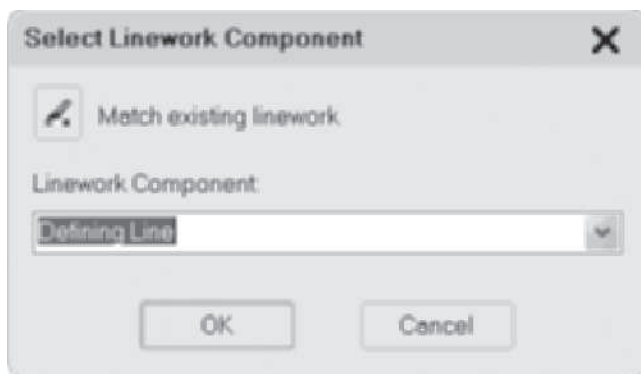 Select Linework Component
Match existing linework
Linework Component:
Defining Line
OK
Cancel